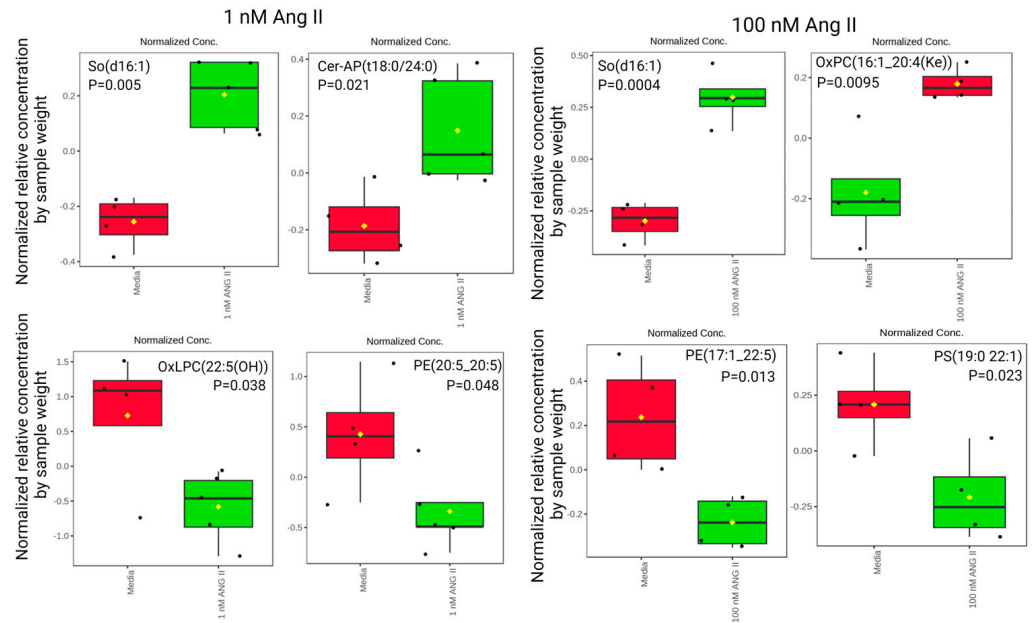 1 nM Ang II
100 nM Ang II
Normalized relative concentration
by sample weight
Normalized Conc.
So(d16:1)
P=0.005
0.2
0.0
-0.2
-0.4
Media
1 nM ANG II
Normalized Conc.
Cer-AP(t18:0/24:0)
P=0.021
0.4
0.2
0.0
-0.2
Media
1 nM ANG II
Normalized relative concentration
by sample weight
Normalized Conc.
So(d16:1)
P=0.0004
0.50
0.25
0.00
-0.25
Media
100 nM ANG II
Normalized Conc.
OxPC(16:1_20:4(Ke))
P=0.0095
0.2
0.0
-0.2
Media
100 nM ANG II
Normalized relative concentration
by sample weight
Normalized Conc.
OxLPC(22:5(OH))
P=0.038
1.5
1.0
0.5
0.0
-0.5
-1.0
Media
1 nM ANG II
Normalized Conc.
PE(20:5_20:5)
P=0.048
1.0
0.5
0.0
-0.5
Media
1 nM ANG II
Normalized relative concentration
by sample weight
Normalized Conc.
PE(17:1_22:5)
P=0.013
0.4
0.2
0.0
-0.2
Media
100 nM ANG II
Normalized Conc.
PS(19:0 22:1)
P=0.023
0.25
0.00
-0.25
Media
100 nM ANG II